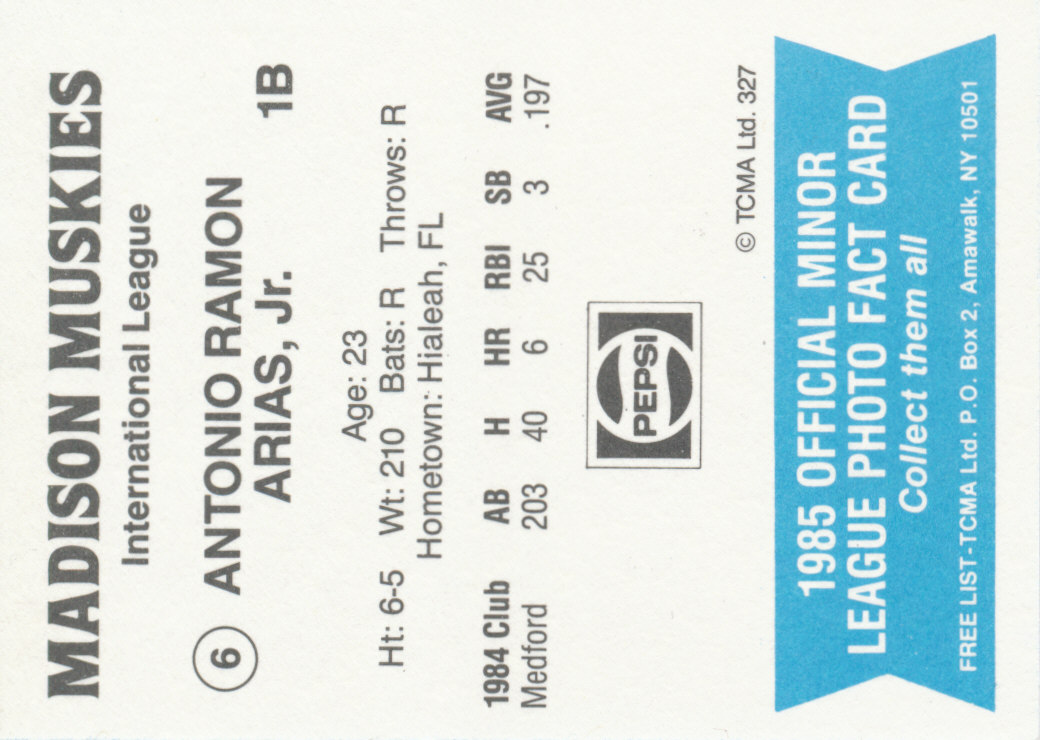 MADISON MUSKIES
International League
6 ANTONIO RAMON 1B
ARIAS, Jr.
Age: 23
Ht: 6-5 Wt: 210 Bats: R Throws: R
Hometown: Hialeah, FL
1984 Club AB H HR RBI SB AVG
Medford 203 40 6 25 3 .197
PEPSI
© TCMA Ltd. 327
1985 OFFICIAL MINOR
LEAGUE PHOTO FACT CARD
Collect them all
FREE LIST-TCMA Ltd. P.O. Box 2, Amawalk, NY 10501